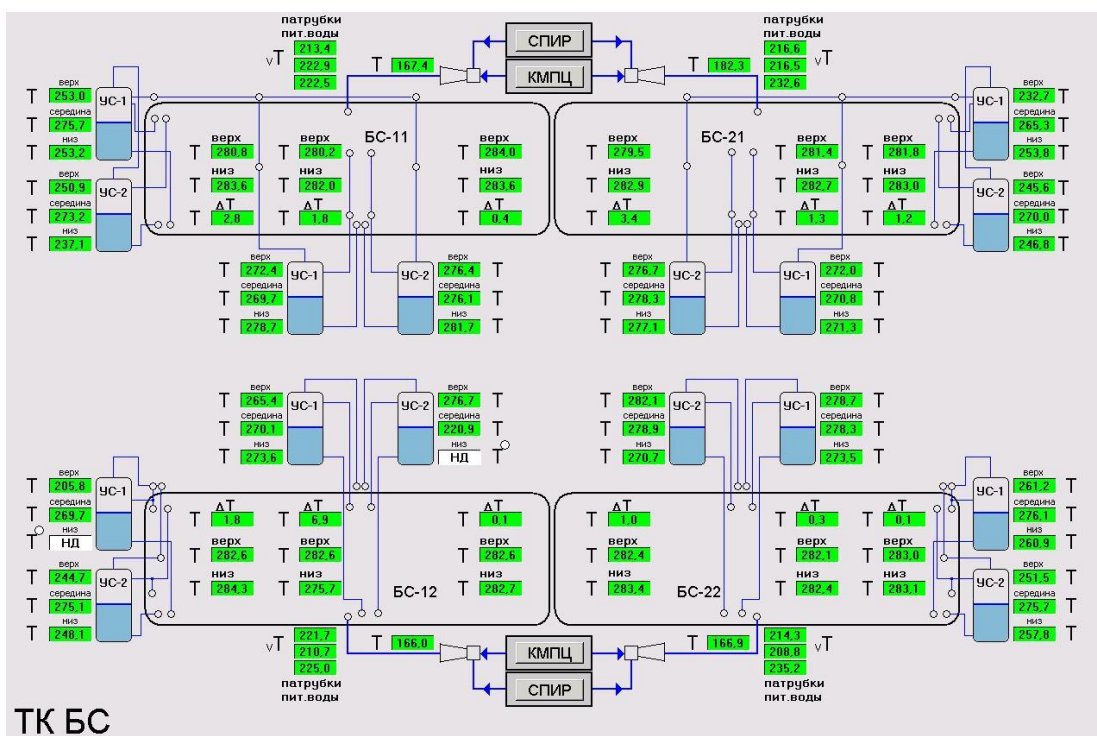 патрубки
пит.воды
vТ 213,4
222,9
222,5
Т 167,4
СПИР
КМПЦ
Т 182,3
патрубки
пит.воды
216,6
216,5 vТ
232,6
верх
Т 253,0
середина
Т 275,7
низ
Т 253,2
УС-1
верх
Т 250,9
середина
Т 273,2
низ
Т 237,1
УС-2
БС-11
верх
Т 280,8
низ
Т 283,6
ΔТ
Т 2,8
верх
Т 280,2
низ
Т 282,0
ΔТ
Т 1,8
верх
Т 284,0
низ
Т 283,6
ΔТ
Т 0,4
БС-21
верх
Т 279,5
низ
Т 282,9
ΔТ
Т 3,4
верх
Т 281,4
низ
Т 282,7
ΔТ
Т 1,3
верх
Т 281,8
низ
Т 283,0
ΔТ
Т 1,2
УС-1
верх
232,7 Т
середина
265,3 Т
низ
253,8 Т
УС-2
верх
245,6 Т
середина
270,0 Т
низ
246,8 Т
верх
Т 272,4
середина
Т 269,7
низ
Т 278,7
УС-1
УС-2
верх
276,4 Т
середина
276,1 Т
низ
281,7 Т
верх
Т 276,7
середина
Т 278,3
низ
Т 277,1
УС-2
УС-1
верх
272,0 Т
середина
270,8 Т
низ
271,3 Т
верх
Т 265,4
середина
Т 270,1
низ
Т 273,6
УС-1
УС-2
верх
276,7 Т
середина
220,9 Т
низ
НД Т
верх
Т 282,1
середина
Т 278,9
низ
Т 270,7
УС-2
УС-1
верх
278,7 Т
середина
278,3 Т
низ
273,5 Т
верх
Т 205,8
середина
Т 269,7
низ
Т НД
УС-1
верх
Т 244,7
середина
Т 275,1
низ
Т 248,1
УС-2
ΔТ
Т 1,8
верх
Т 282,6
низ
Т 284,3
ΔТ
Т 6,9
верх
Т 282,6
низ
Т 275,7
БС-12
ΔТ
Т 0,1
верх
Т 282,6
низ
Т 282,7
ΔТ
Т 1,0
верх
Т 282,4
низ
Т 283,4
БС-22
ΔТ
Т 0,3
верх
Т 282,1
низ
Т 282,4
ΔТ
Т 0,1
верх
Т 283,0
низ
Т 283,1
УС-1
верх
261,2 Т
середина
276,1 Т
низ
260,9 Т
УС-2
верх
251,5 Т
середина
275,7 Т
низ
257,8 Т
vТ 221,7
210,7
225,0
патрубки
пит.воды
Т 166,0
КМПЦ
СПИР
Т 166,9
214,3
208,8 vТ
235,2
патрубки
пит.воды
ТК БС